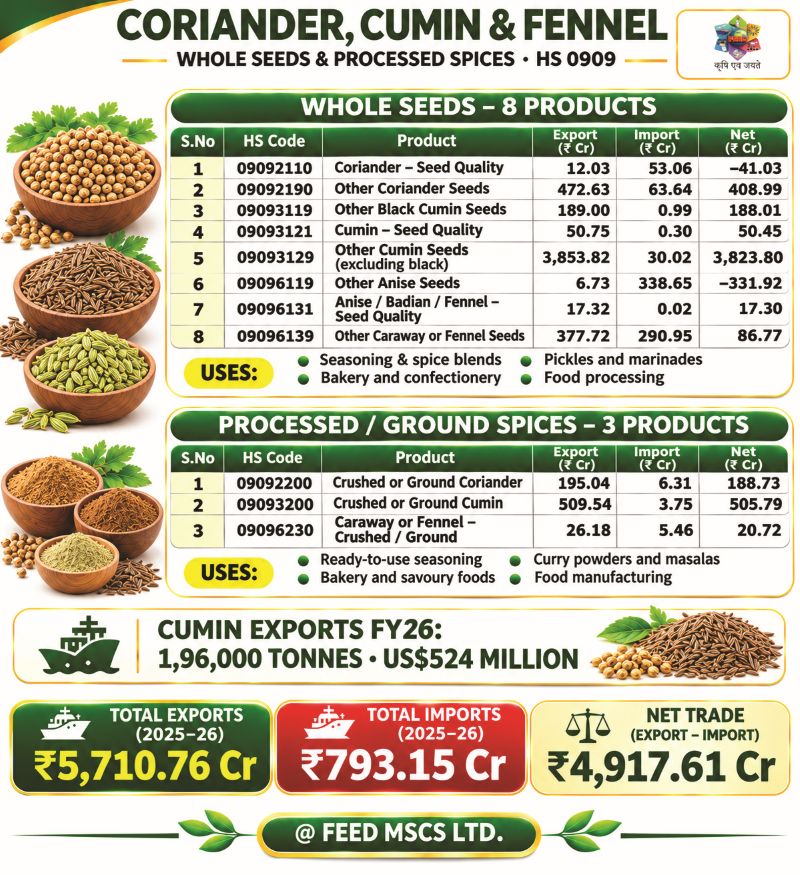 CORIANDER, CUMIN & FENNEL
WHOLE SEEDS & PROCESSED SPICES • HS 0909
कृषि एव जयते
WHOLE SEEDS – 8 PRODUCTS
S.No HS Code Product Export (₹ Cr) Import (₹ Cr) Net (₹ Cr)
1 09092110 Coriander – Seed Quality 12.03 53.06 –41.03
2 09092190 Other Coriander Seeds 472.63 63.64 408.99
3 09093119 Other Black Cumin Seeds 189.00 0.99 188.01
4 09093121 Cumin – Seed Quality 50.75 0.30 50.45
5 09093129 Other Cumin Seeds (excluding black) 3,853.82 30.02 3,823.80
6 09096119 Other Anise Seeds 6.73 338.65 –331.92
7 09096131 Anise / Badian / Fennel – Seed Quality 17.32 0.02 17.30
8 09096139 Other Caraway or Fennel Seeds 377.72 290.95 86.77
USES:
• Seasoning & spice blends • Pickles and marinades
• Bakery and confectionery • Food processing
PROCESSED / GROUND SPICES – 3 PRODUCTS
S.No HS Code Product Export (₹ Cr) Import (₹ Cr) Net (₹ Cr)
1 09092200 Crushed or Ground Coriander 195.04 6.31 188.73
2 09093200 Crushed or Ground Cumin 509.54 3.75 505.79
3 09096230 Caraway or Fennel – Crushed / Ground 26.18 5.46 20.72
USES:
• Ready-to-use seasoning • Curry powders and masalas
• Bakery and savoury foods • Food manufacturing
CUMIN EXPORTS FY26:
1,96,000 TONNES • US$524 MILLION
TOTAL EXPORTS
(2025–26)
₹5,710.76 Cr
TOTAL IMPORTS
(2025–26)
₹793.15 Cr
NET TRADE
(EXPORT – IMPORT)
₹4,917.61 Cr
@ FEED MSCS LTD.